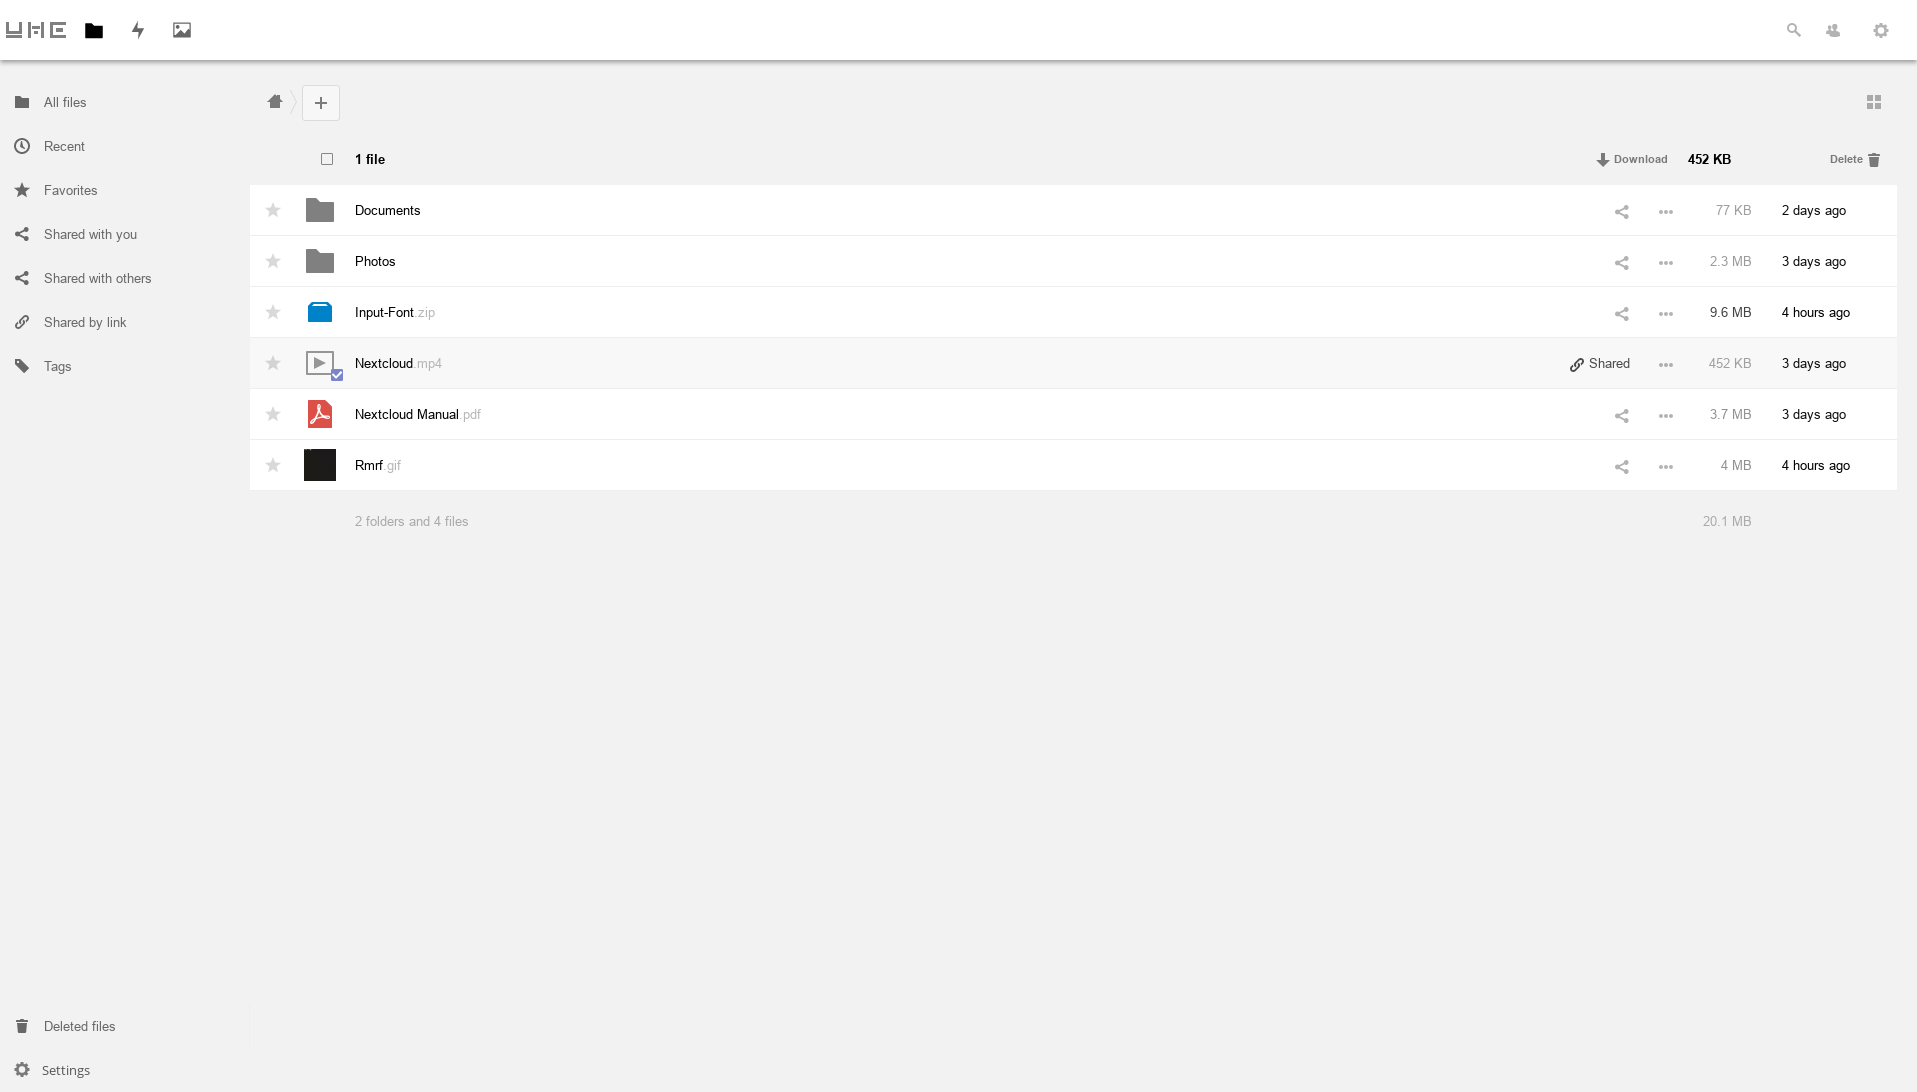 All files
Recent
Favorites
Shared with you
Shared with others
Shared by link
Tags
Deleted files
Settings
1 file Download 452 KB Delete
Documents 77 KB 2 days ago
Photos 2.3 MB 3 days ago
Input-Font.zip 9.6 MB 4 hours ago
Nextcloud.mp4 Shared 452 KB 3 days ago
Nextcloud Manual.pdf 3.7 MB 3 days ago
Rmrf.gif 4 MB 4 hours ago
2 folders and 4 files 20.1 MB